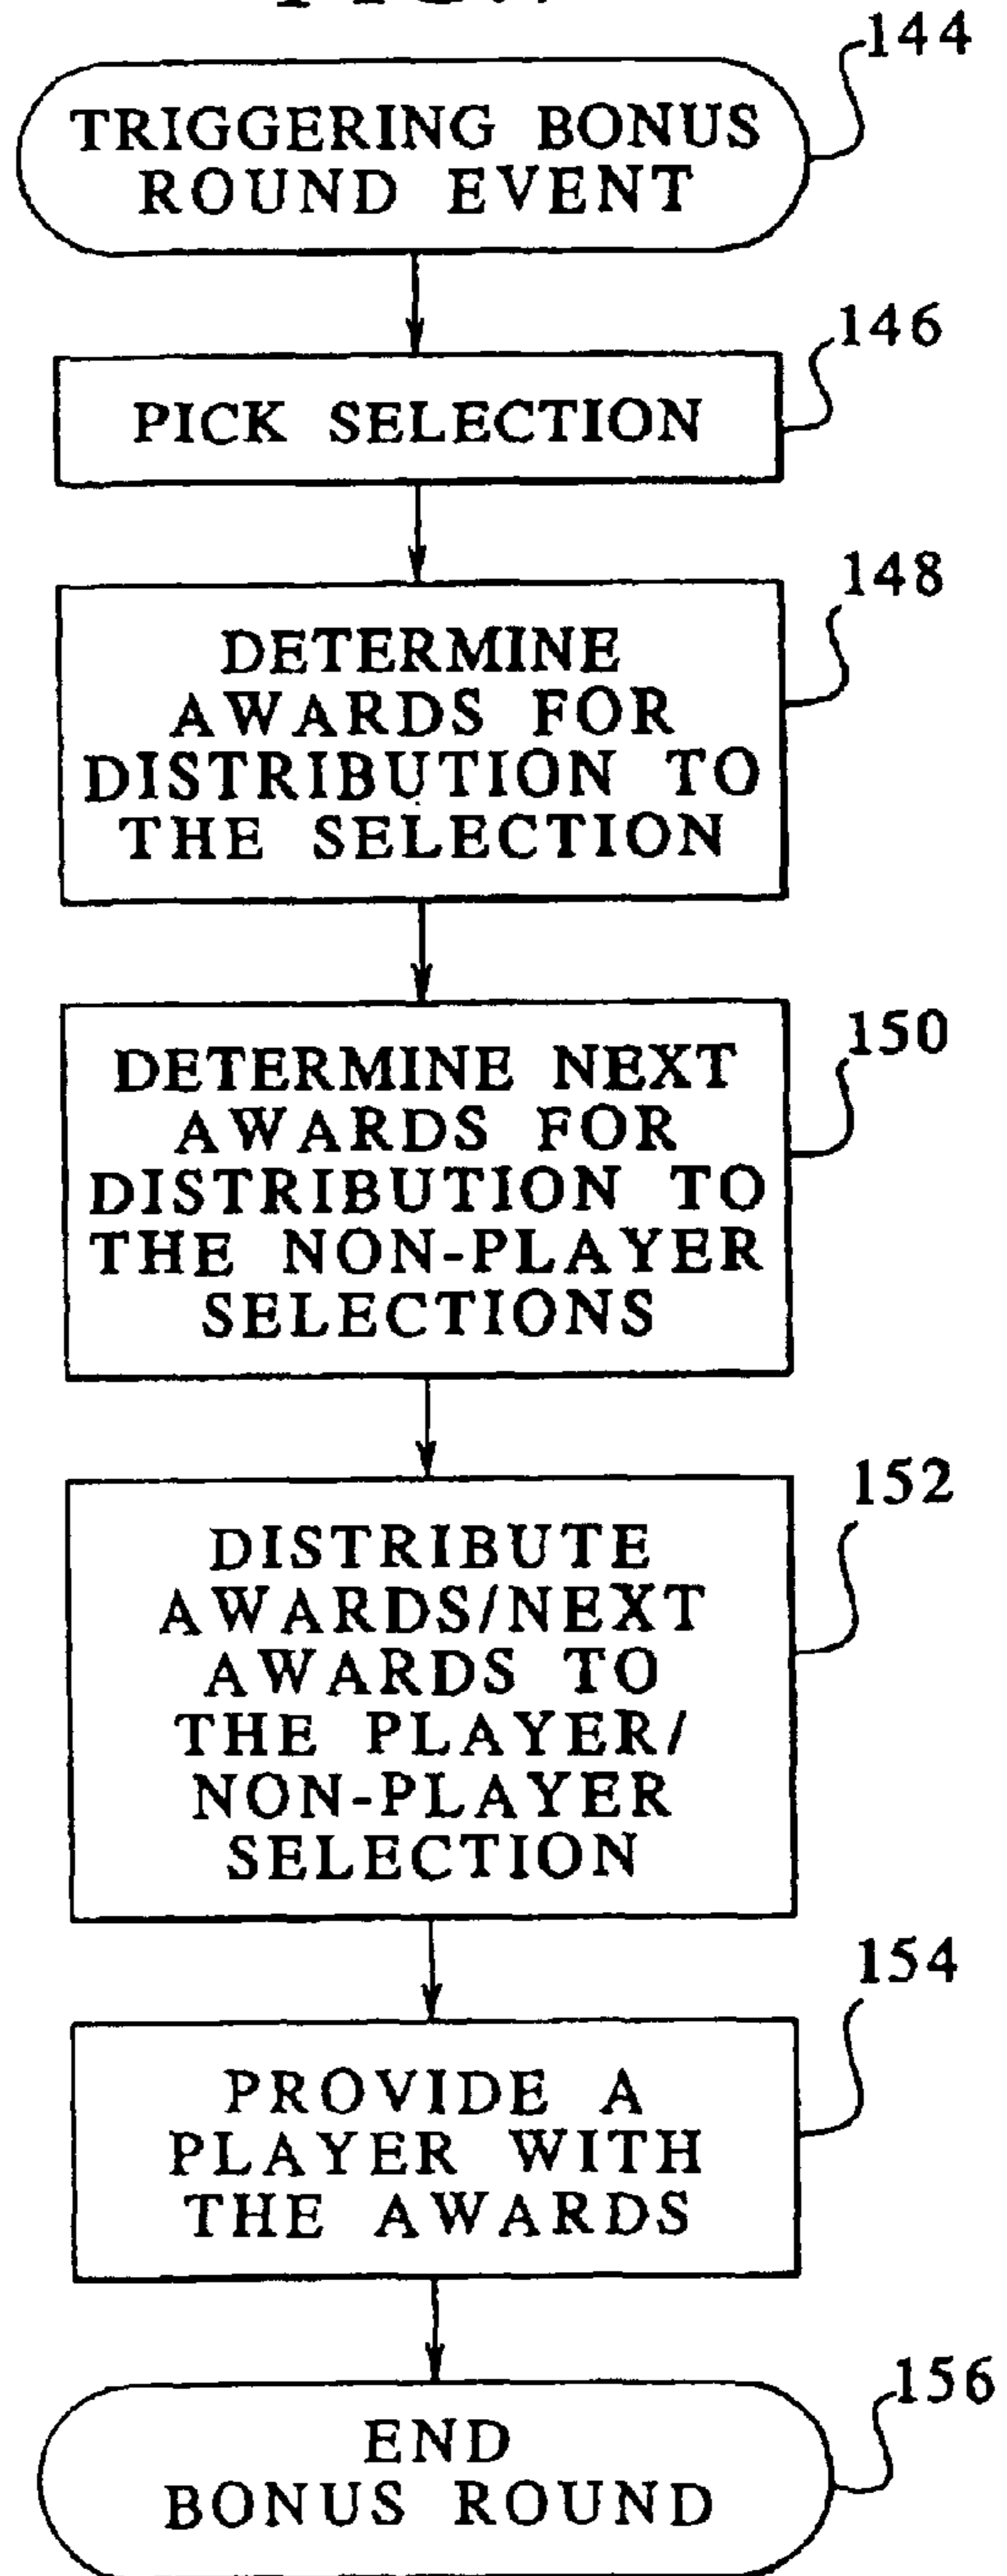 144
TRIGGERING BONUS
ROUND EVENT
146
PICK SELECTION
148
DETERMINE
AWARDS FOR
DISTRIBUTION TO
THE SELECTION
150
DETERMINE NEXT
AWARDS FOR
DISTRIBUTION TO
THE NON-PLAYER
SELECTIONS
152
DISTRIBUTE
AWARDS/NEXT
AWARDS TO
THE PLAYER/
NON-PLAYER
SELECTION
154
PROVIDE A
PLAYER WITH
THE AWARDS
156
END
BONUS ROUND